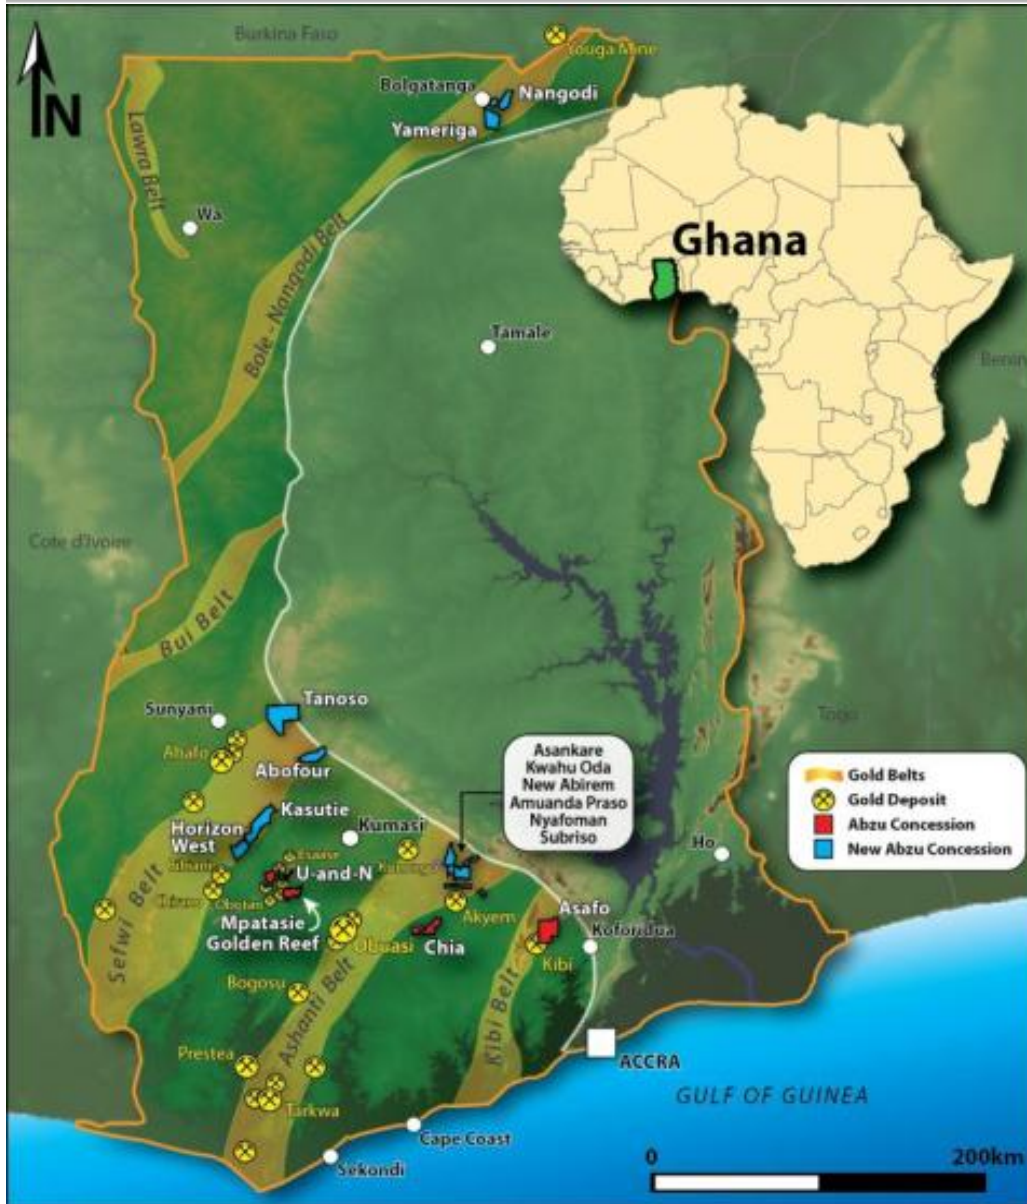 Burkina Faso
Youga Mine
N
Bolgatanga
Nangodi
Yameriga
Lawra Belt
Wa
Bole - Nangodi Belt
Ghana
Tamale
Benin
Cote d'Ivoire
Bui Belt
Sunyani
Tanoso
Togo
Ahafo
Abofour
Asankare
Kwahu Oda
New Abirem
Amuanda Praso
Nyafoman
Subriso
Gold Belts
Gold Deposit
Abzu Concession
New Abzu Concession
Kasutie
Horizon
West
Kumasi
Ho
U-and-N
Mpatasie
Golden Reef
Obuasi
Chia
Akyem
Asafo
Koforidua
Kibi
Sefwi Belt
Ashanti Belt
Kibi Belt
Bogosu
Prestea
Tarkwa
ACCRA
GULF OF GUINEA
Cape Coast
Sekondi
0
200km